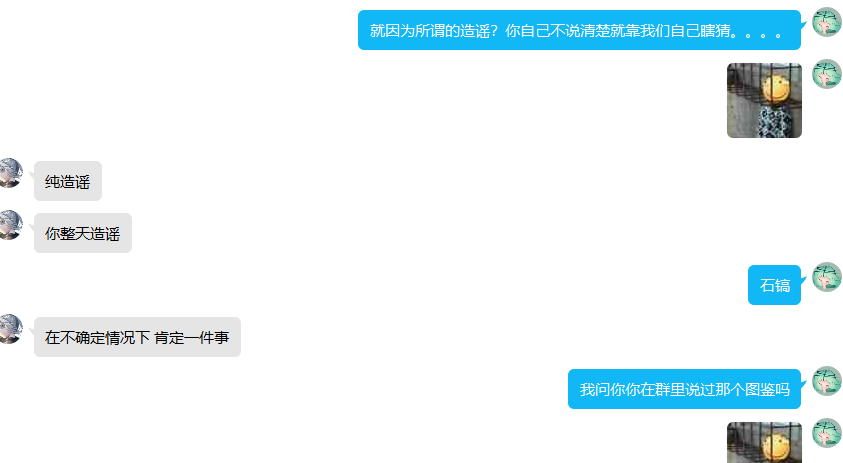 就因为所谓的造谣？你自己不说清楚就靠我们自己瞎猜。。。。
纯造谣
你整天造谣
石镐
在不确定情况下 肯定一件事
我问你你在群里说过那个图鉴吗